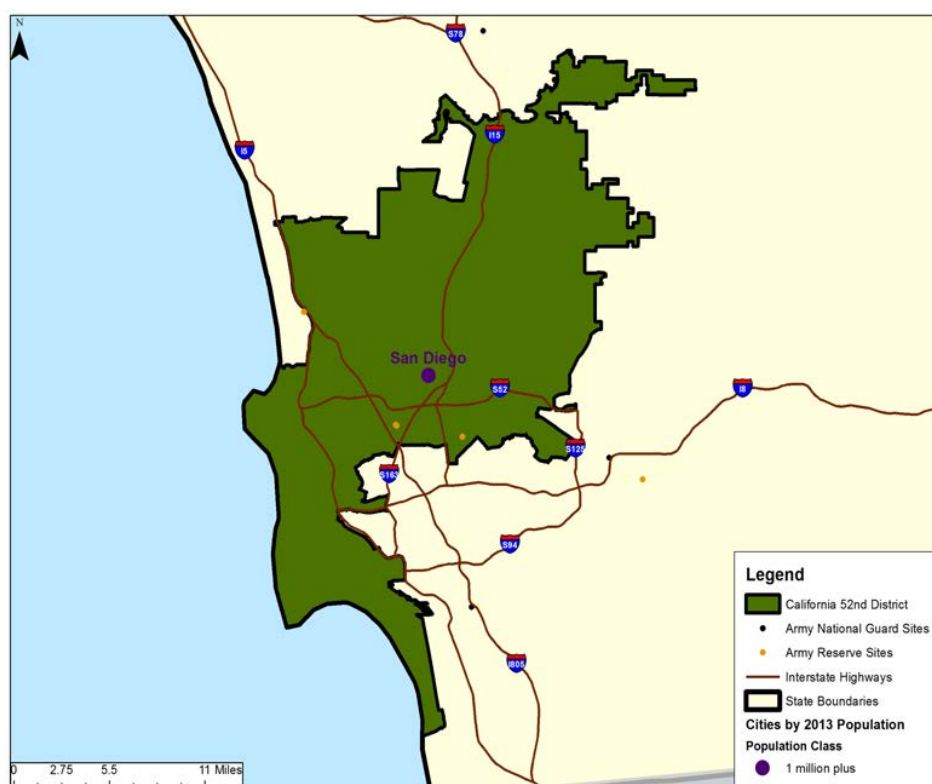 N
S78
I15
I5
San Diego
S52
I8
S125
S163
S94
I805
Legend
California 52nd District
Army National Guard Sites
Army Reserve Sites
Interstate Highways
State Boundaries
Cities by 2013 Population
Population Class
1 million plus
0 2.75 5.5 11 Miles